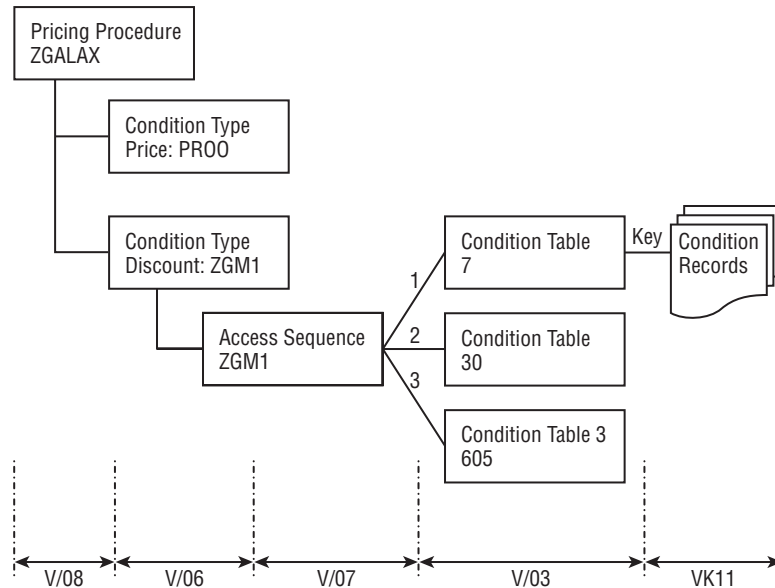 Pricing Procedure
ZGALAX
Condition Type
Price: PROO
Condition Type
Discount: ZGM1
Access Sequence
ZGM1
1
2
3
Condition Table
7
Key
Condition
Records
Condition Table
30
Condition Table 3
605
V/08
V/06
V/07
V/03
VK11